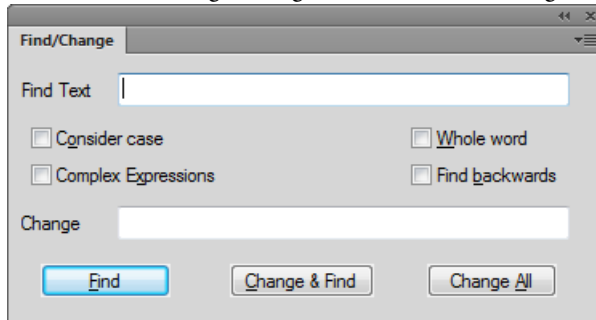 Find/Change
Find Text
Consider case Whole word
Complex Expressions Find backwards
Change
Find Change & Find Change All